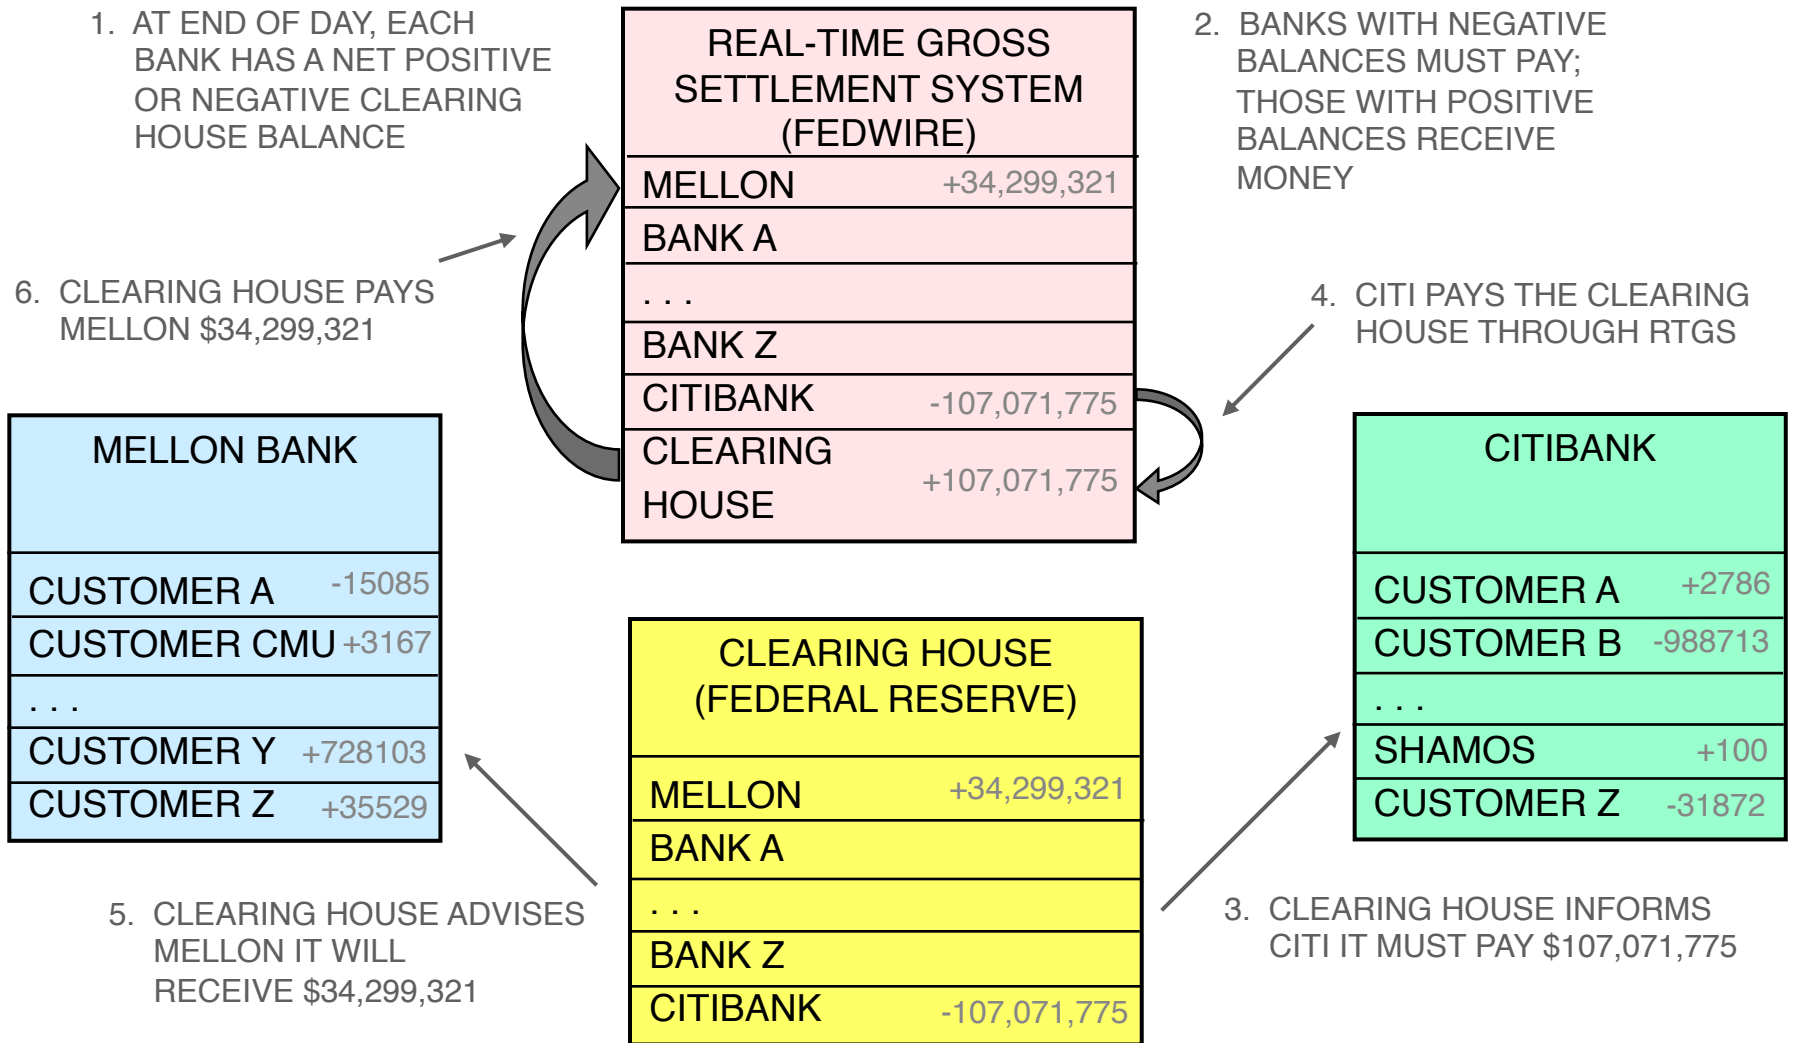 1. AT END OF DAY, EACH
BANK HAS A NET POSITIVE
OR NEGATIVE CLEARING
HOUSE BALANCE
REAL-TIME GROSS
SETTLEMENT SYSTEM
(FEDWIRE)
MELLON +34,299,321
BANK A
. . .
BANK Z
CITIBANK -107,071,775
CLEARING
HOUSE
+107,071,775
2. BANKS WITH NEGATIVE
BALANCES MUST PAY;
THOSE WITH POSITIVE
BALANCES RECEIVE
MONEY
6. CLEARING HOUSE PAYS
MELLON $34,299,321
4. CITI PAYS THE CLEARING
HOUSE THROUGH RTGS
MELLON BANK
CUSTOMER A -15085
CUSTOMER CMU +3167
. . .
CUSTOMER Y +728103
CUSTOMER Z +35529
CLEARING HOUSE
(FEDERAL RESERVE)
MELLON +34,299,321
BANK A
. . .
BANK Z
CITIBANK -107,071,775
CITIBANK
CUSTOMER A +2786
CUSTOMER B -988713
. . .
SHAMOS +100
CUSTOMER Z -31872
5. CLEARING HOUSE ADVISES
MELLON IT WILL
RECEIVE $34,299,321
3. CLEARING HOUSE INFORMS
CITI IT MUST PAY $107,071,775